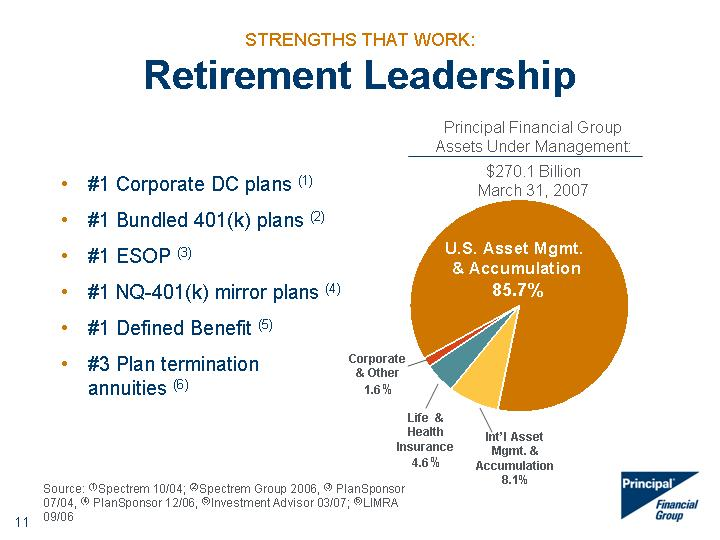 STRENGTHS THAT WORK:
Retirement Leadership
• #1 Corporate DC plans (1)
• #1 Bundled 401(k) plans (2)
• #1 ESOP (3)
• #1 NQ-401(k) mirror plans (4)
• #1 Defined Benefit (5)
• #3 Plan termination
annuities (6)
Principal Financial Group
Assets Under Management:
$270.1 Billion
March 31, 2007
U.S. Asset Mgmt.
& Accumulation
85.7%
Corporate
& Other
1.6%
Life &
Health
Insurance
4.6%
Int'l Asset
Mgmt. &
Accumulation
8.1%
Source: (1)Spectrem 10/04; (2)Spectrem Group 2006, (3) PlanSponsor
07/04, (4) PlanSponsor 12/06, (5)Investment Advisor 03/07; (6)LIMRA
09/06
11
Principal
Financial
Group